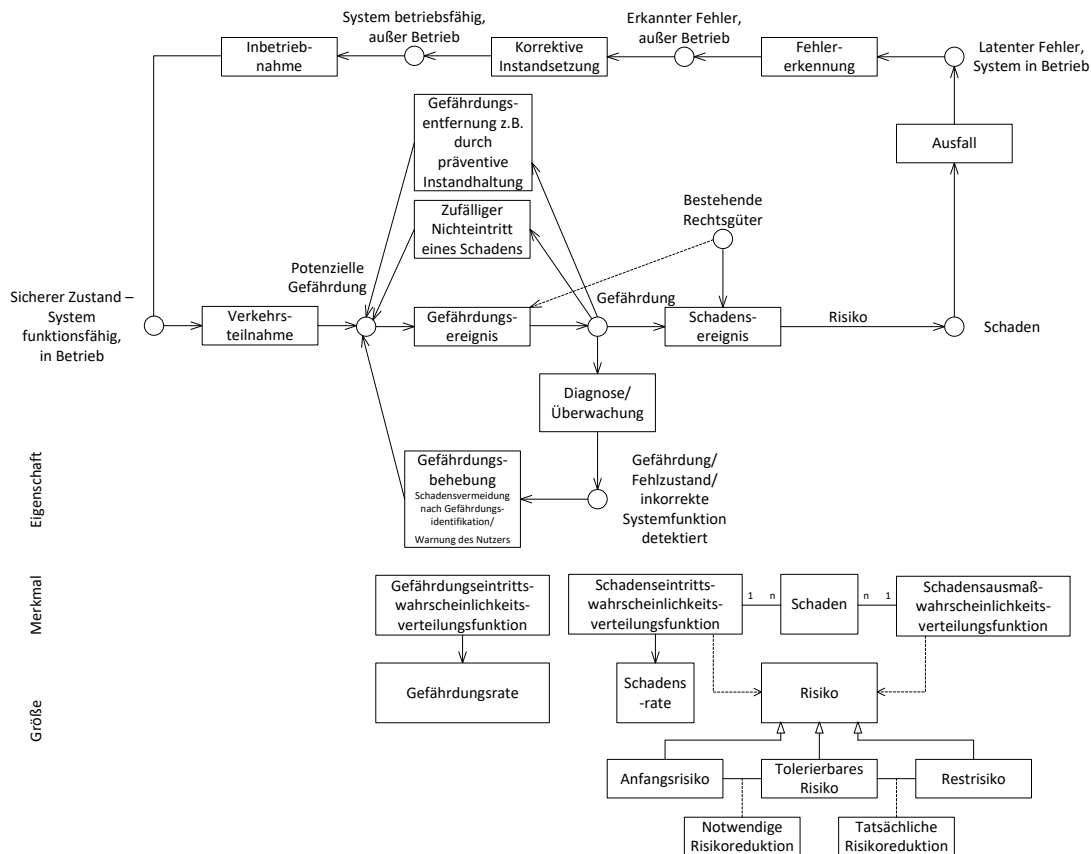 System betriebsfähig,
außer Betrieb
Erkannter Fehler,
außer Betrieb
Inbetrieb-
nahme
Korrektive
Instandsetzung
Fehler-
erkennung
Latenter Fehler,
System in Betrieb
Gefährdungs-
entfernung z.B.
durch
präventive
Instandhaltung
Ausfall
Zufälliger
Nichteintritt
eines Schadens
Bestehende
Rechtsgüter
Potenzielle
Gefährdung
Sicherer Zustand –
System
funktionsfähig,
in Betrieb
Verkehrs-
teilnahme
Gefährdungs-
ereignis
Gefährdung
Schadens-
ereignis
Risiko
Schaden
Diagnose/
Überwachung
Eigenschaft
Gefährdungs-
behebung
Schadensvermeidung
nach Gefährdungs-
identifikation/
Warnung des Nutzers
Gefährdung/
Fehlzustand/
inkorrekte
Systemfunktion
detektiert
Merkmal
Gefährdungseintritts-
wahrscheinlichkeits-
verteilungsfunktion
Schadenseintritts-
wahrscheinlichkeits-
verteilungsfunktion
1 n
Schaden
n 1
Schadensausmaß-
wahrscheinlichkeits-
verteilungsfunktion
Größe
Gefährdungsrate
Schadens
-rate
Risiko
Anfangsrisiko
Tolerierbares
Risiko
Restrisiko
Notwendige
Risikoreduktion
Tatsächliche
Risikoreduktion